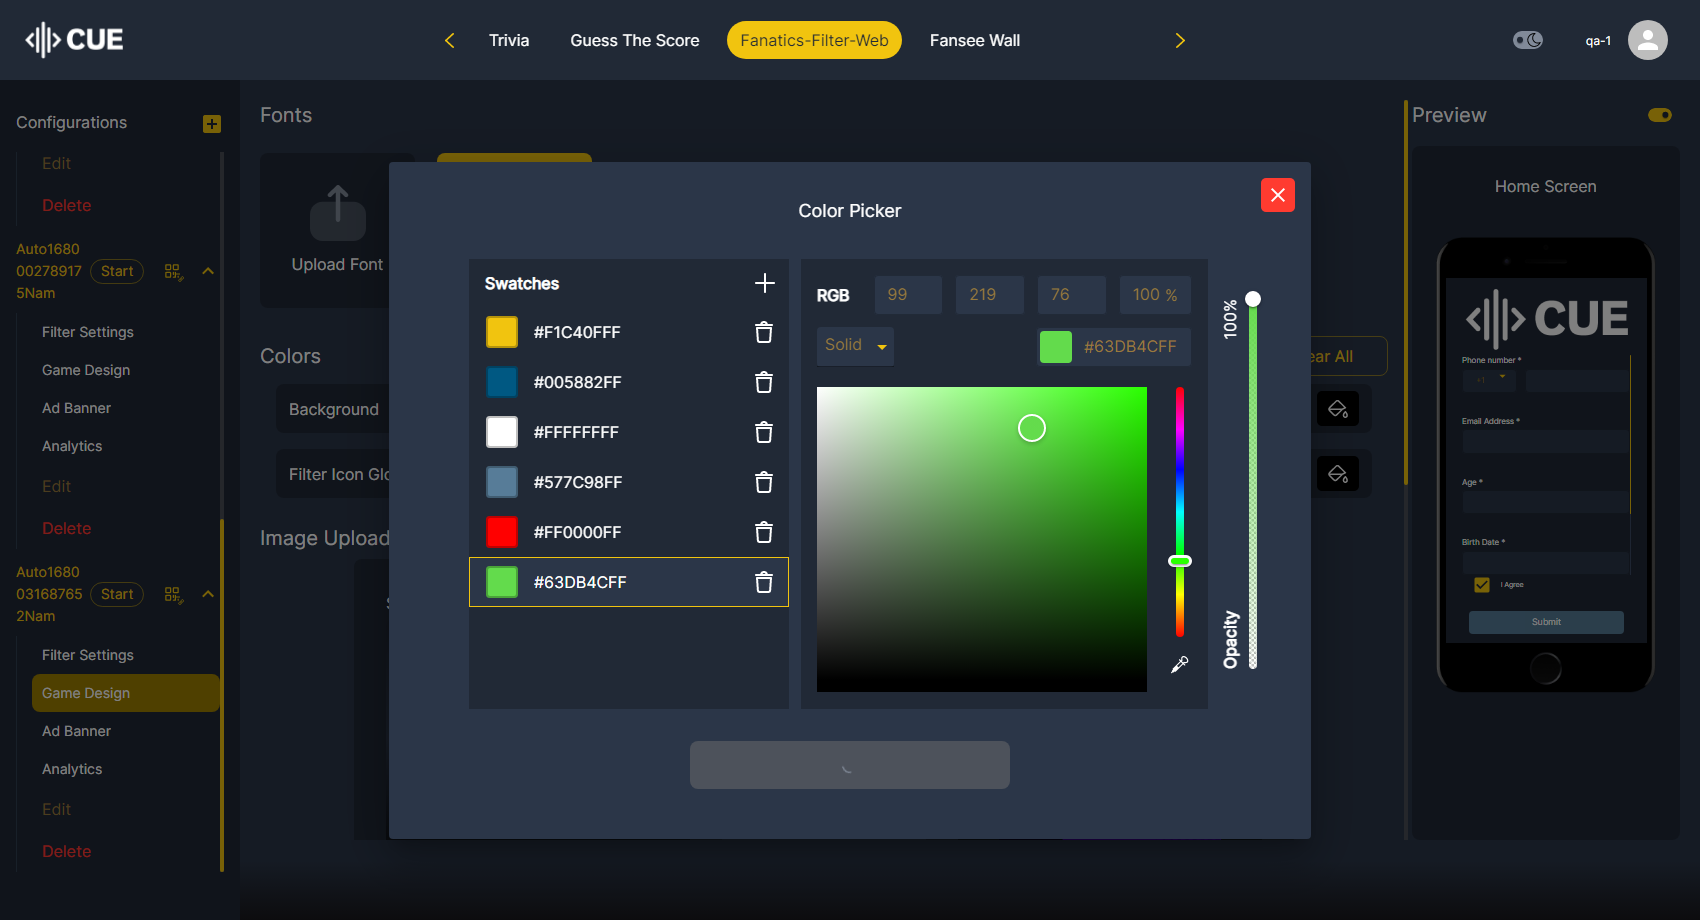 CUE
Trivia
Guess The Score
Fanatics-Filter-Web
Fansee Wall
qa-1
Configurations
Edit
Delete
Auto1680
00278917
5Nam
Start
Filter Settings
Game Design
Ad Banner
Analytics
Edit
Delete
Auto1680
03168765
2Nam
Start
Filter Settings
Game Design
Ad Banner
Analytics
Edit
Delete
Fonts
Upload Font
Colors
Background
Filter Icon Glo
Image Upload
ear All
Color Picker
Swatches
#F1C40FFF
#005882FF
#FFFFFFFF
#577C98FF
#FF0000FF
#63DB4CFF
RGB
99
219
76
100 %
Solid
#63DB4CFF
100%
Opacity
Preview
Home Screen
CUE
Phone number *
+1
Email Address *
Age *
Birth Date *
I Agree
Submit